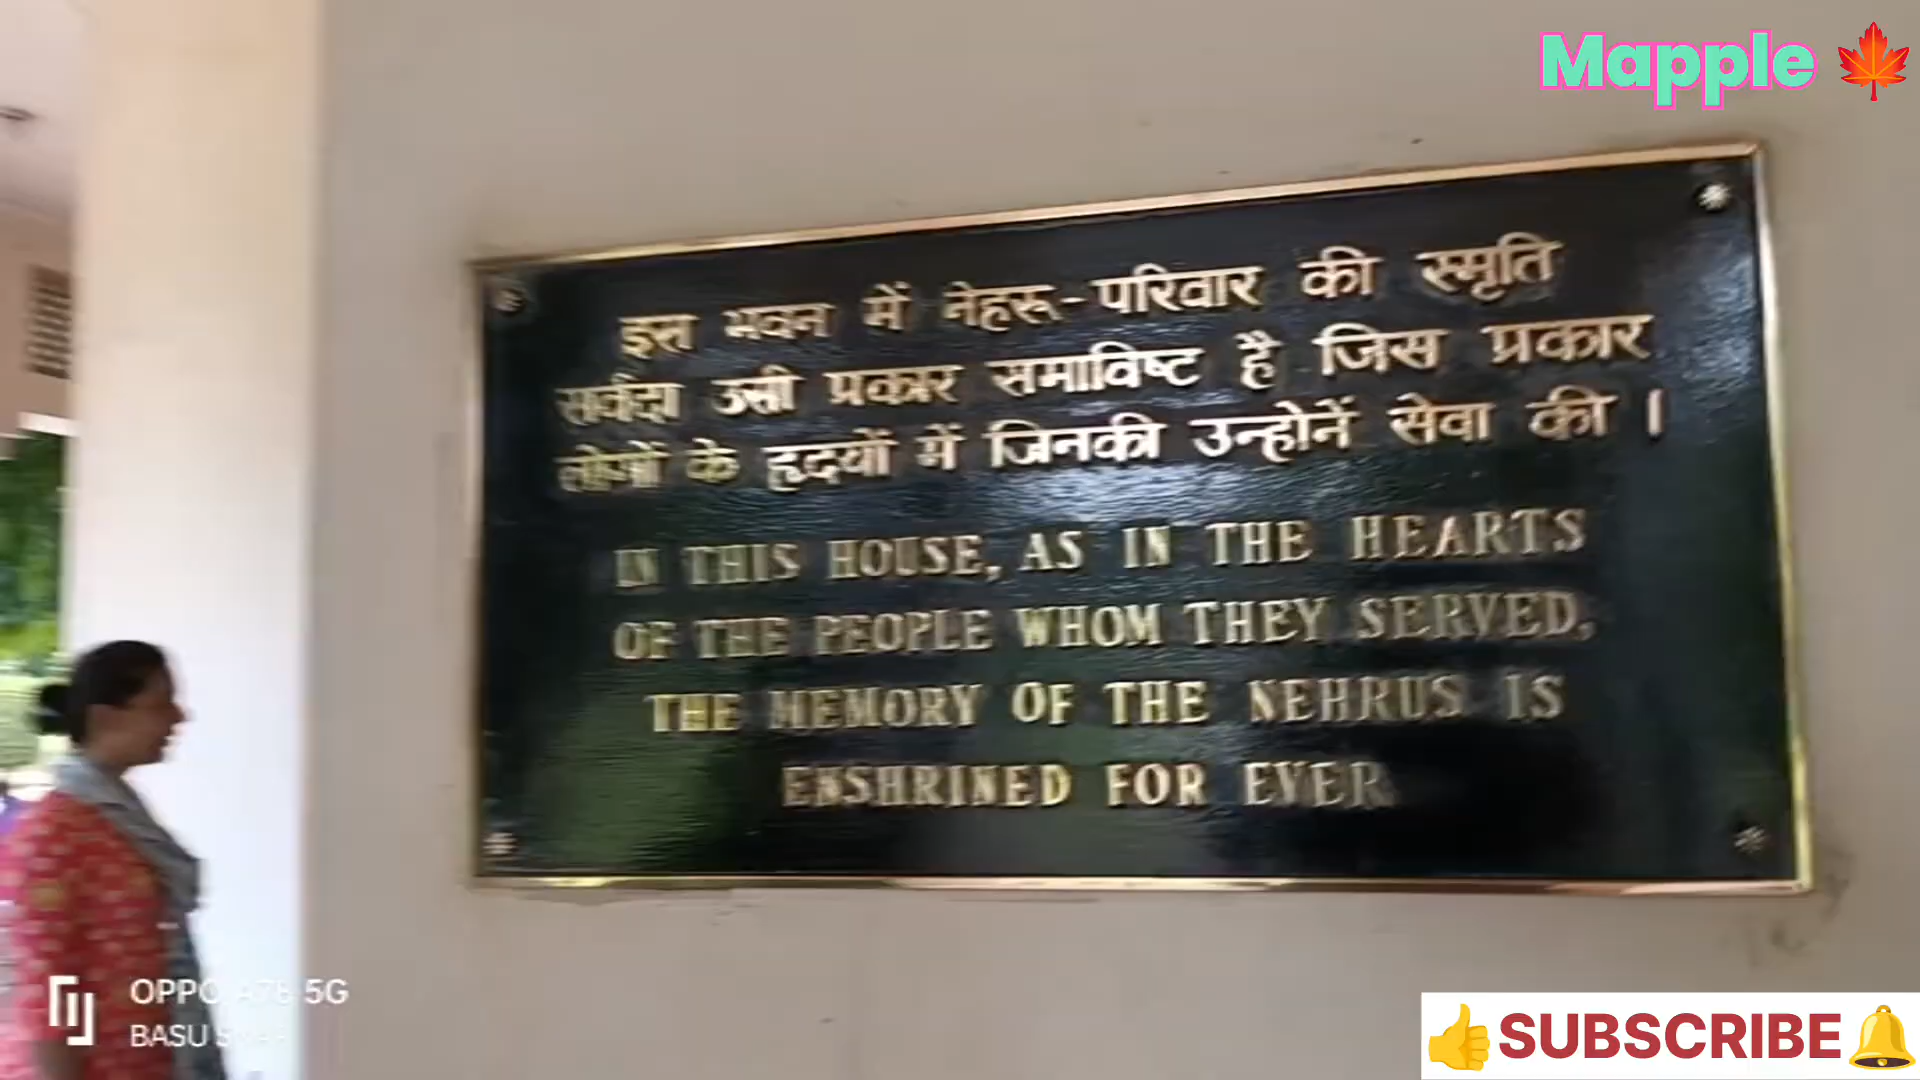 Mapple
इस भवन में नेहरू-परिवार की स्मृति
सर्वदा उसी प्रकार समाविष्ट है जिस प्रकार
लोगों के हृदयों में जिनकी उन्होनें सेवा की ।
IN THIS HOUSE, AS IN THE HEARTS
OF THE PEOPLE WHOM THEY SERVED,
THE MEMORY OF THE NEHRUS IS
ENSHRINED FOR EVER
OPPO A78 5G
BASU
SUBSCRIBE